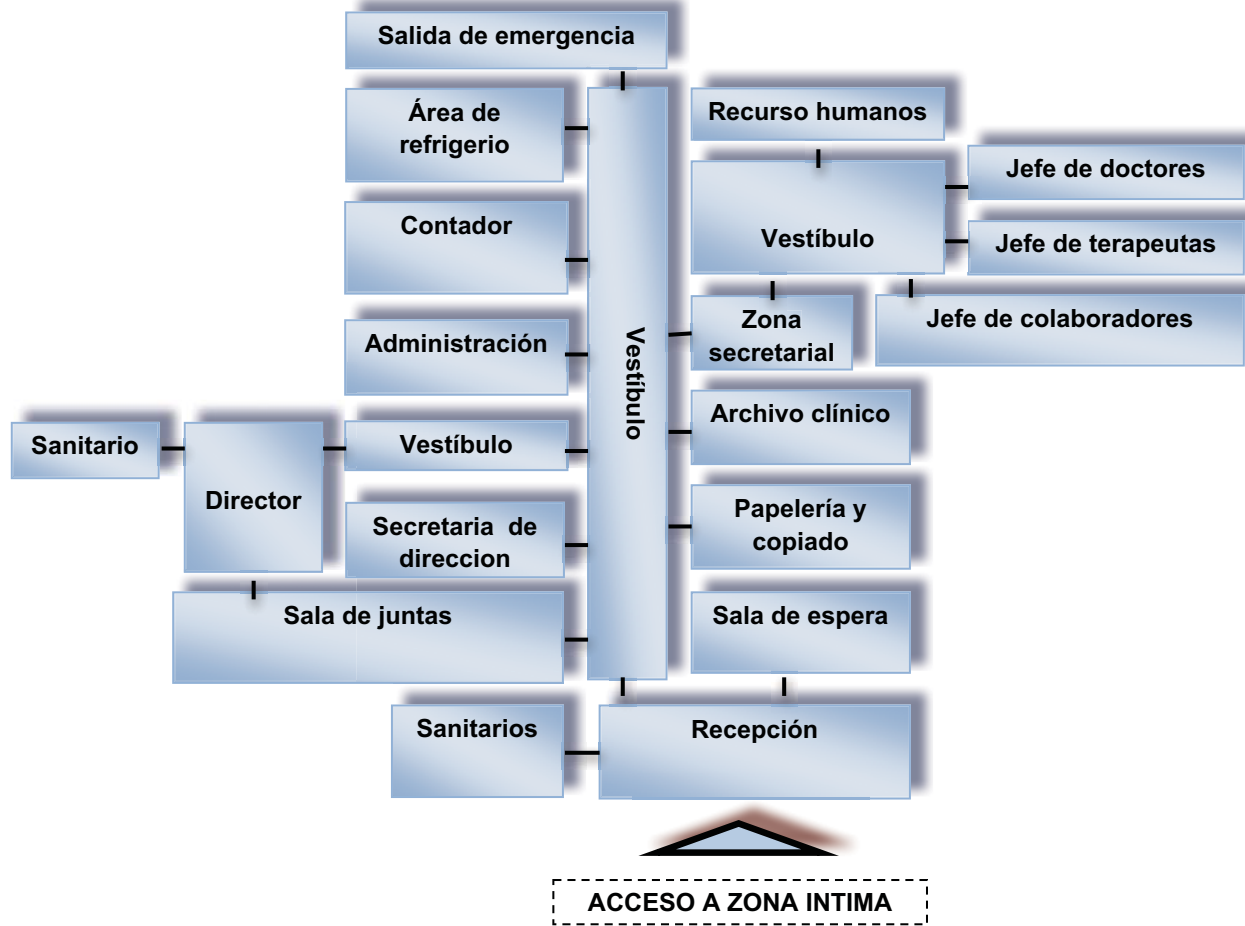 Salida de emergencia
Área de
refrigerio
Recurso humanos
Jefe de doctores
Contador
Vestíbulo
Jefe de terapeutas
Zona
secretarial
Jefe de colaboradores
Administración
Vestíbulo
Archivo clínico
Sanitario
Director
Vestíbulo
Secretaria de
direccion
Papelería y
copiado
Sala de juntas
Sala de espera
Sanitarios
Recepción
ACCESO A ZONA INTIMA